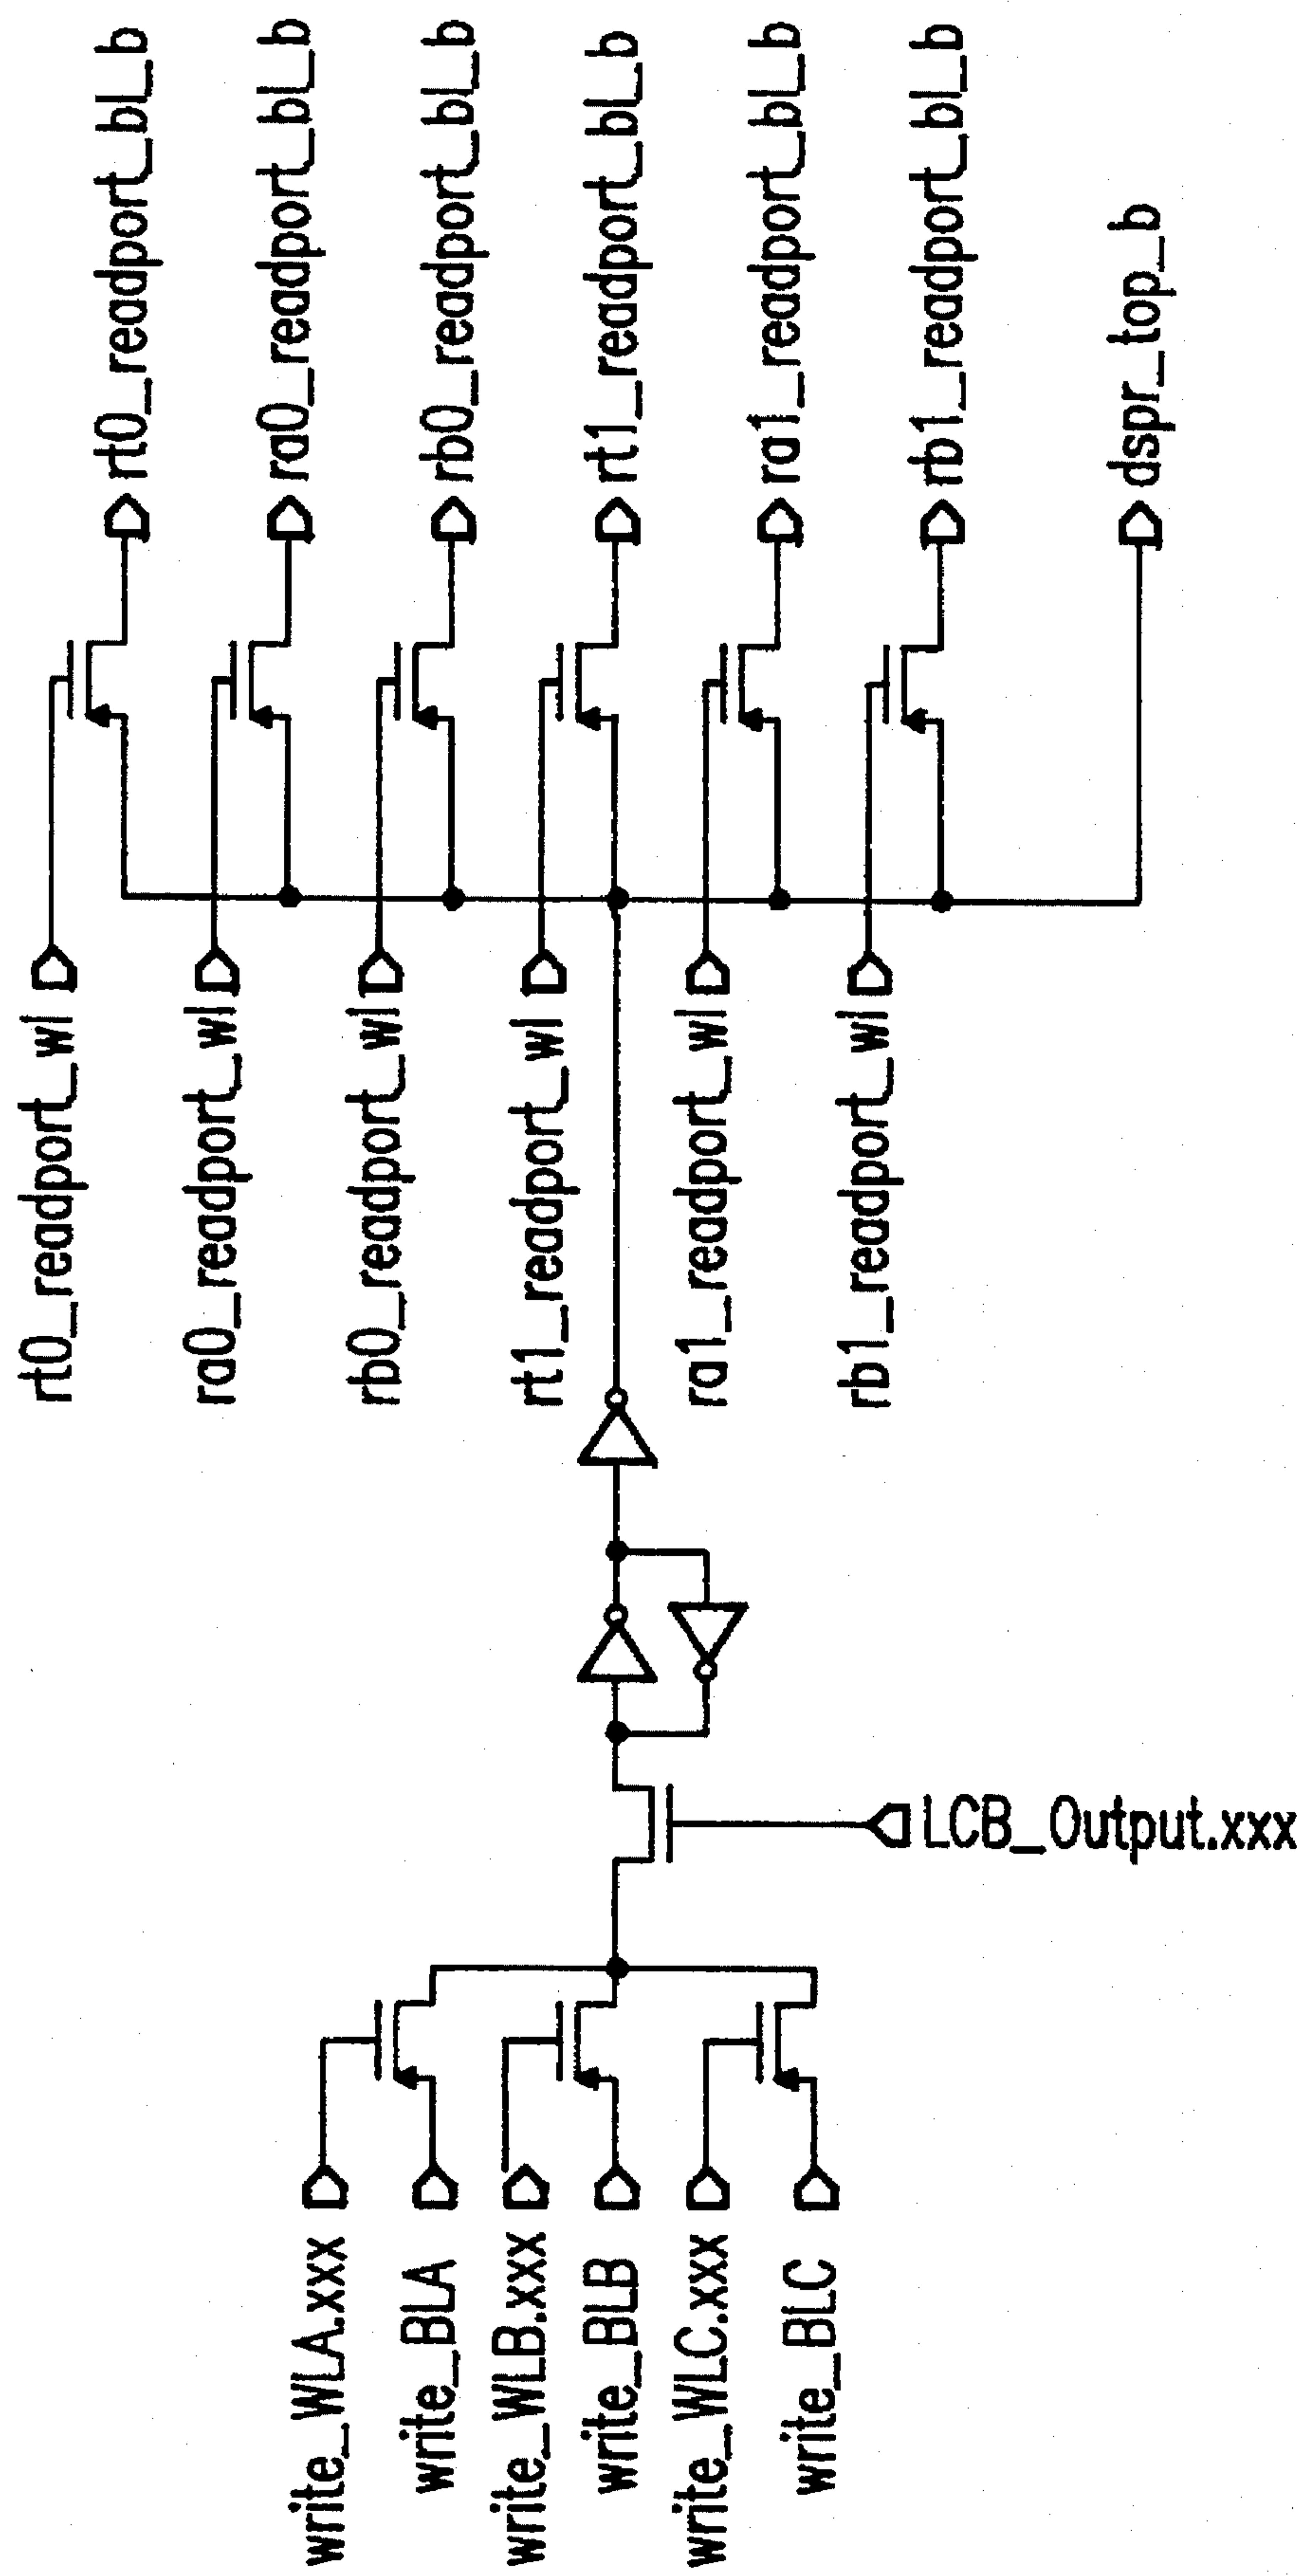 rt0_readport_bl_b
ra0_readport_bl_b
rb0_readport_bl_b
rt1_readport_bl_b
ra1_readport_bl_b
rb1_readport_bl_b
dspr_top_b
rt0_readport_wl
ra0_readport_wl
rb0_readport_wl
rt1_readport_wl
ra1_readport_wl
rb1_readport_wl
LCB_Output.xxx
write_WLA.xxx
write_BLA
write_WLB.xxx
write_BLB
write_WLC.xxx
write_BLC